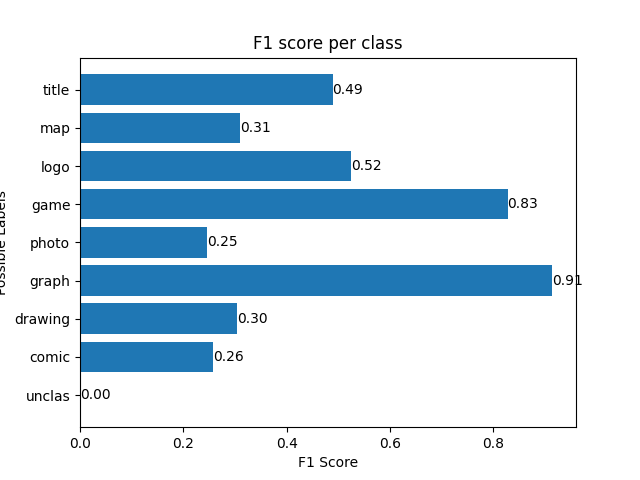 F1 score per class
Possible Labels
title 0.49
map 0.31
logo 0.52
game 0.83
photo 0.25
graph 0.91
drawing 0.30
comic 0.26
unclas 0.00
0.0 0.2 0.4 0.6 0.8
F1 Score